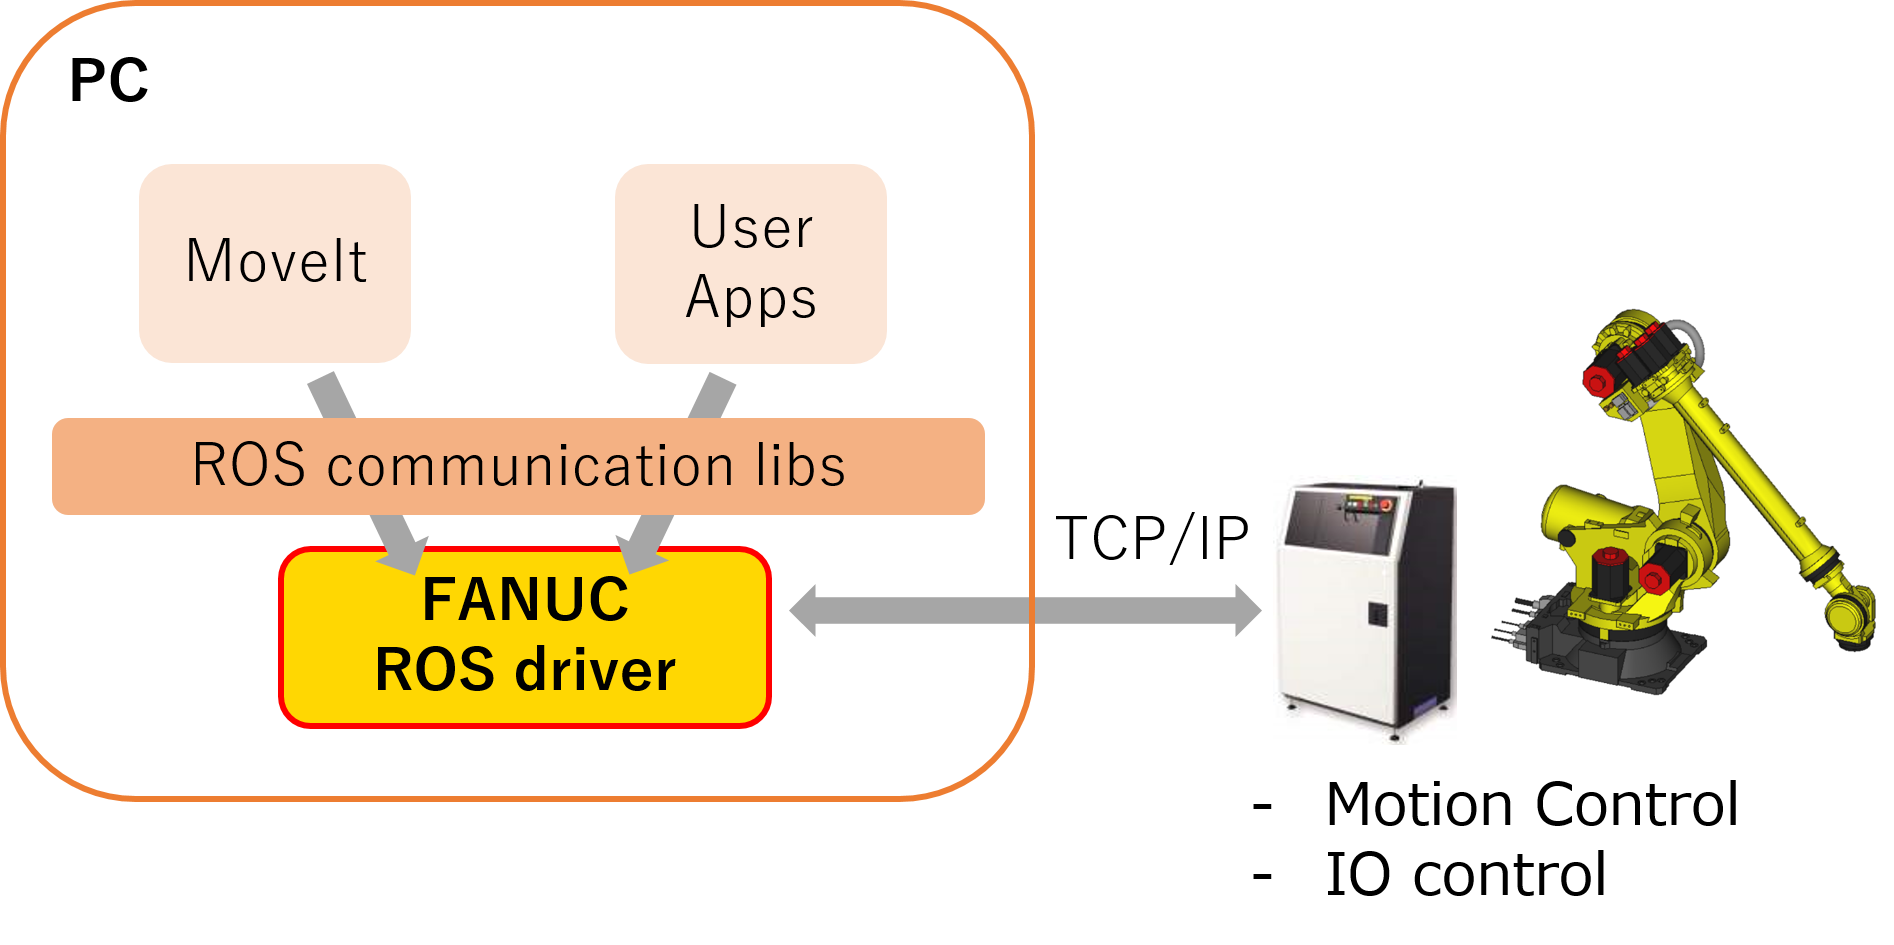 PC
MoveIt
User
Apps
ROS communication libs
FANUC
ROS driver
TCP/IP
- Motion Control
- IO control